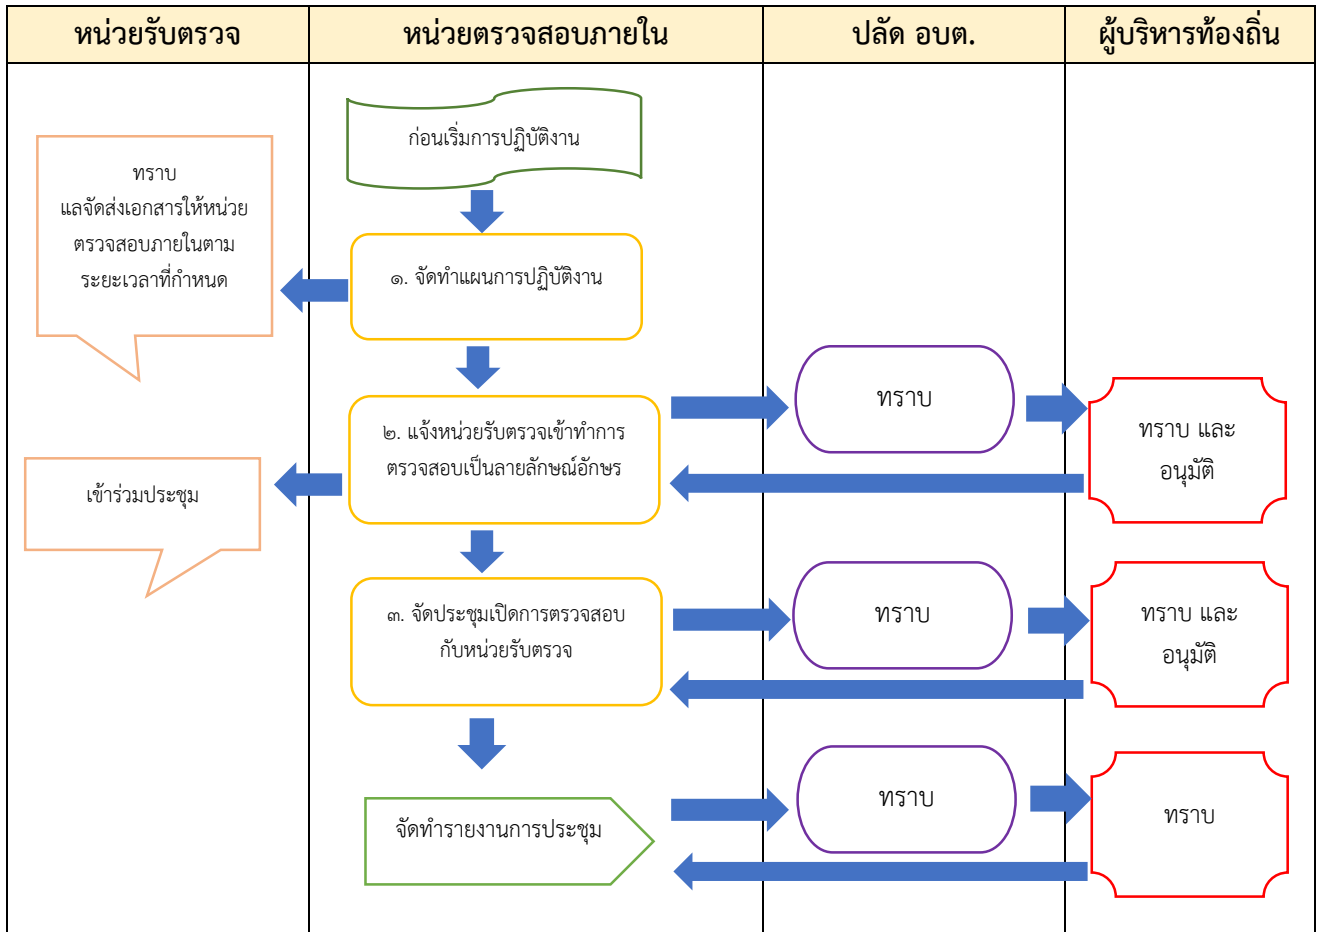 หน่วยรับตรวจ
หน่วยตรวจสอบภายใน
ปลัด อบต.
ผู้บริหารท้องถิ่น
ก่อนเริ่มการปฏิบัติงาน
ทราบ
แลจัดส่งเอกสารให้หน่วย
ตรวจสอบภายในตาม
ระยะเวลาที่กำหนด
๑. จัดทำแผนการปฏิบัติงาน
๒. แจ้งหน่วยรับตรวจเข้าทำการ
ตรวจสอบเป็นลายลักษณ์อักษร
ทราบ
ทราบ และ
อนุมัติ
เข้าร่วมประชุม
๓. จัดประชุมเปิดการตรวจสอบ
กับหน่วยรับตรวจ
ทราบ
ทราบ และ
อนุมัติ
จัดทำรายงานการประชุม
ทราบ
ทราบ